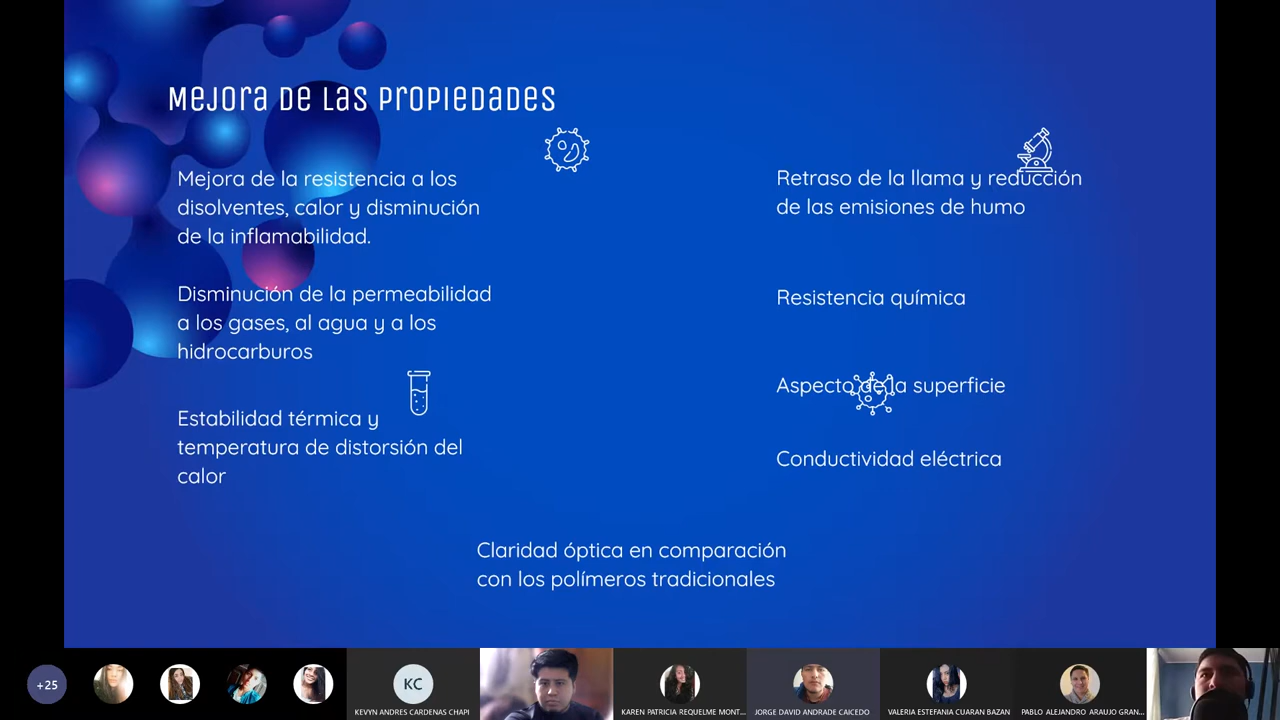 Mejora de las propiedades
Mejora de la resistencia a los
disolventes, calor y disminución
de la inflamabilidad.
Disminución de la permeabilidad
a los gases, al agua y a los
hidrocarburos
Estabilidad térmica y
temperatura de distorsión del
calor
Retraso de la llama y reducción
de las emisiones de humo
Resistencia química
Aspecto de la superficie
Conductividad eléctrica
Claridad óptica en comparación
con los polímeros tradicionales
+25
KC
KEVYN ANDRES CARDENAS CHAPI
KAREN PATRICIA REQUELME MONT...
JORGE DAVID ANDRADE CAICEDO
VALERIA ESTEFANIA CUARAN BAZAN
PABLO ALEJANDRO ARAUJO GRAN...